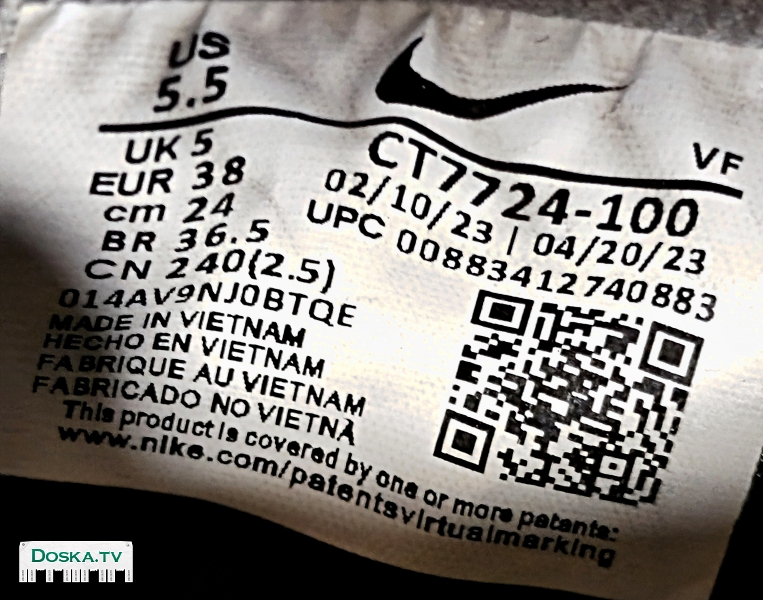 US
5.5
UK 5
EUR 38
cm 24
BR 36.5
CN 240(2.5)
014AV9NJ0BTQE
MADE IN VIETNAM
HECHO EN VIETNAM
FABRIQUE AU VIETNAM
FABRICADO NO VIETNÃ
This product is covered by one or more patents:
www.nike.com/patentsvirtualmarking
VF
CT7724-100
02/10/23 | 04/20/23
UPC 00883412740883
DOSKA.TV